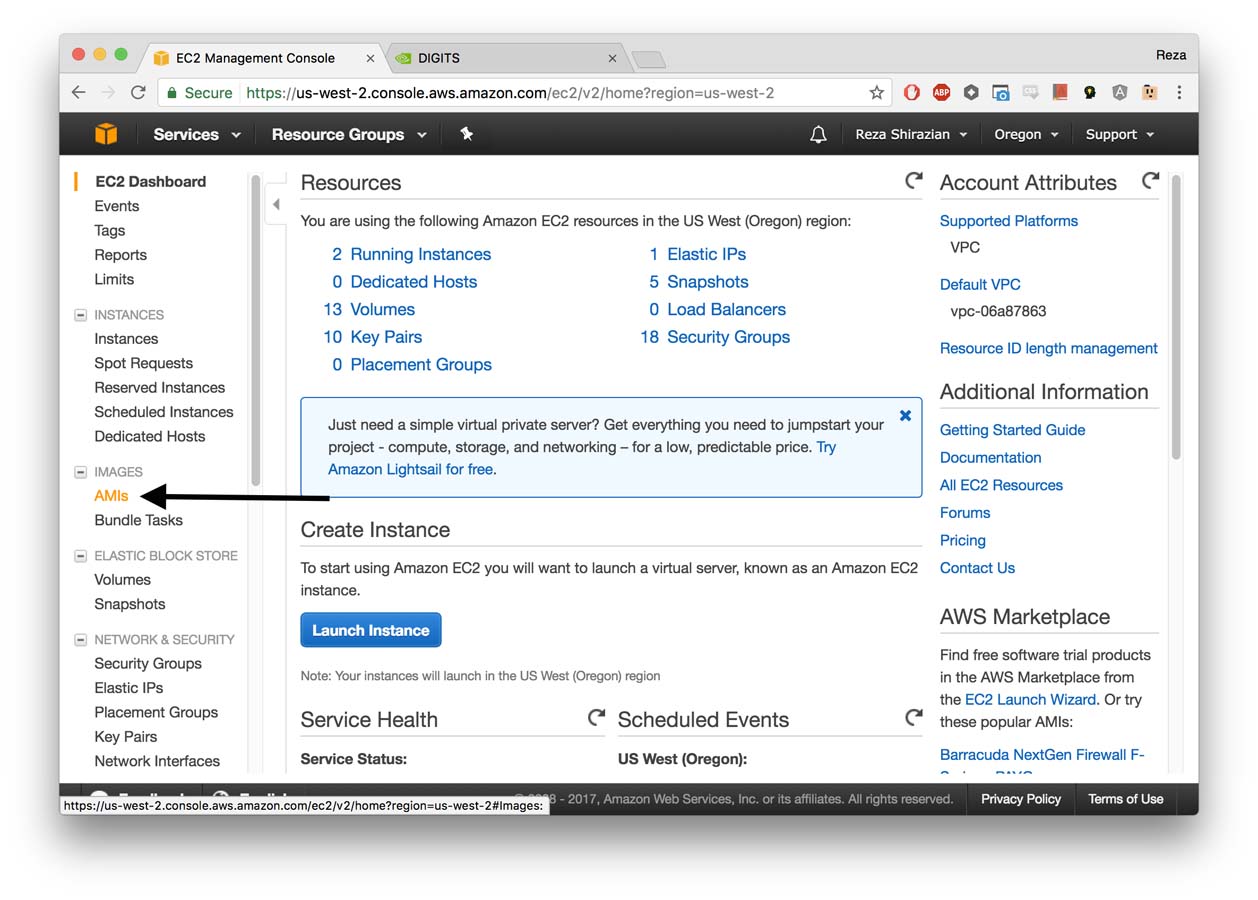 EC2 Management Console
DIGITS
Reza
Secure
https://us-west-2.console.aws.amazon.com/ec2/v2/home?region=us-west-2
ABP
Services
Resource Groups
Reza Shirazian
Oregon
Support
EC2 Dashboard
Events
Tags
Reports
Limits
INSTANCES
Instances
Spot Requests
Reserved Instances
Scheduled Instances
Dedicated Hosts
IMAGES
AMIs
Bundle Tasks
ELASTIC BLOCK STORE
Volumes
Snapshots
NETWORK & SECURITY
Security Groups
Elastic IPs
Placement Groups
Key Pairs
Network Interfaces
Resources
You are using the following Amazon EC2 resources in the US West (Oregon) region:
2 Running Instances
1 Elastic IPs
0 Dedicated Hosts
5 Snapshots
13 Volumes
0 Load Balancers
10 Key Pairs
18 Security Groups
0 Placement Groups
Just need a simple virtual private server? Get everything you need to jumpstart your
project - compute, storage, and networking – for a low, predictable price. Try
Amazon Lightsail for free.
Create Instance
To start using Amazon EC2 you will want to launch a virtual server, known as an Amazon EC2
instance.
Launch Instance
Note: Your instances will launch in the US West (Oregon) region
Service Health
Service Status:
Scheduled Events
US West (Oregon):
Account Attributes
Supported Platforms
VPC
Default VPC
vpc-06a87863
Resource ID length management
Additional Information
Getting Started Guide
Documentation
All EC2 Resources
Forums
Pricing
Contact Us
AWS Marketplace
Find free software trial products
in the AWS Marketplace from
the EC2 Launch Wizard. Or try
these popular AMIs:
Barracuda NextGen Firewall F-
https://us-west-2.console.aws.amazon.com/ec2/v2/home?region=us-west-2#Images:
- 2017, Amazon Web Services, Inc. or its affiliates. All rights reserved.
Privacy Policy
Terms of Use